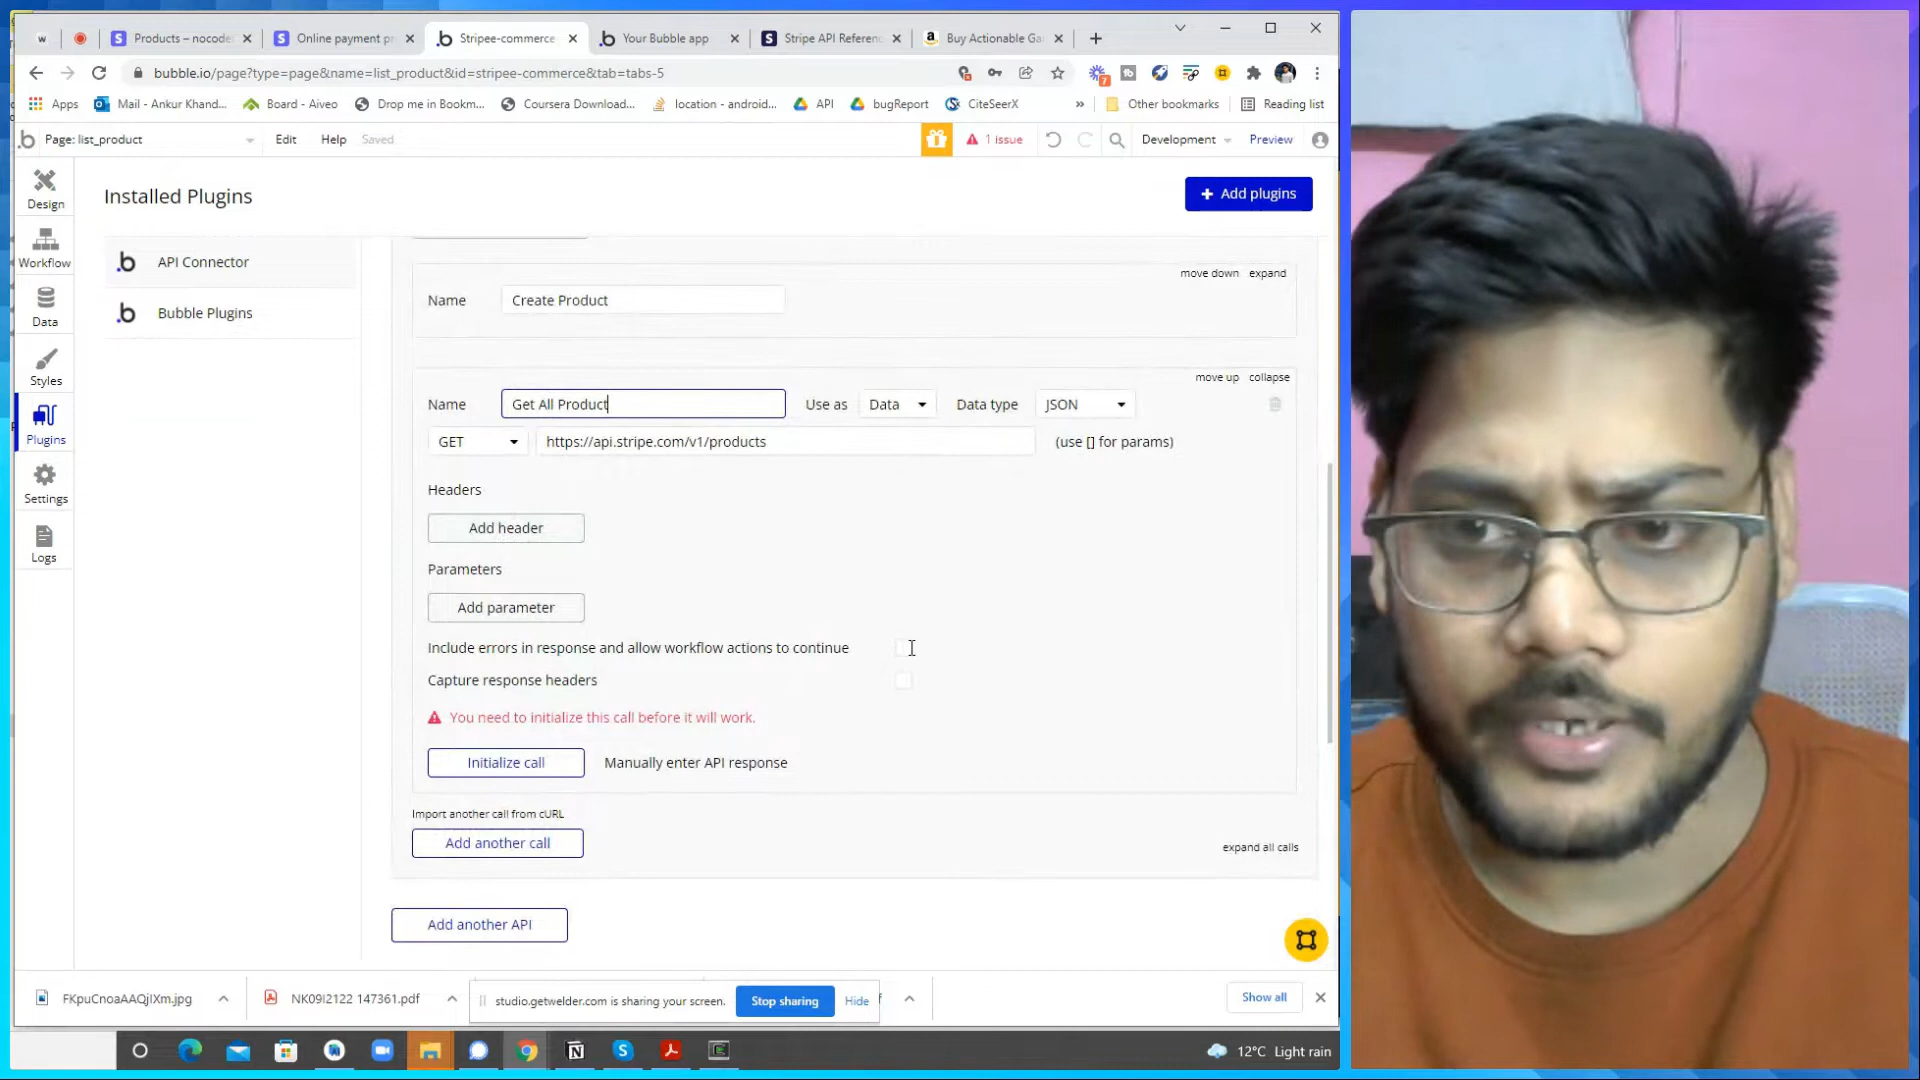 w
Products – nocode
Online payment pr
Stripee-commerce
Your Bubble app
Stripe API Referen
Buy Actionable Ga
bubble.io/page?type=page&name=list_product&id=stripee-commerce&tab=tabs-5
7
Apps
Mail - Ankur Khand...
Board - Aiveo
Drop me in Bookm...
Coursera Download...
location - android...
API
bugReport
CiteSeerX
»
Other bookmarks
Reading list
Page: list_product
Edit
Help
Saved
1 issue
Development
Preview
Design
Workflow
Data
Styles
Plugins
Settings
Logs
Installed Plugins
+ Add plugins
API Connector
Bubble Plugins
move down expand
Name Create Product
move up collapse
Name Get All Product Use as Data Data type JSON
GET https://api.stripe.com/v1/products (use [] for params)
Headers
Add header
Parameters
Add parameter
Include errors in response and allow workflow actions to continue
Capture response headers
You need to initialize this call before it will work.
Initialize call Manually enter API response
Import another call from cURL
Add another call
expand all calls
Add another API
FKpuCnoaAAQjIXm.jpg
NK09I2122 147361.pdf
studio.getwelder.com is sharing your screen. Stop sharing Hide
Show all
12°C Light rain